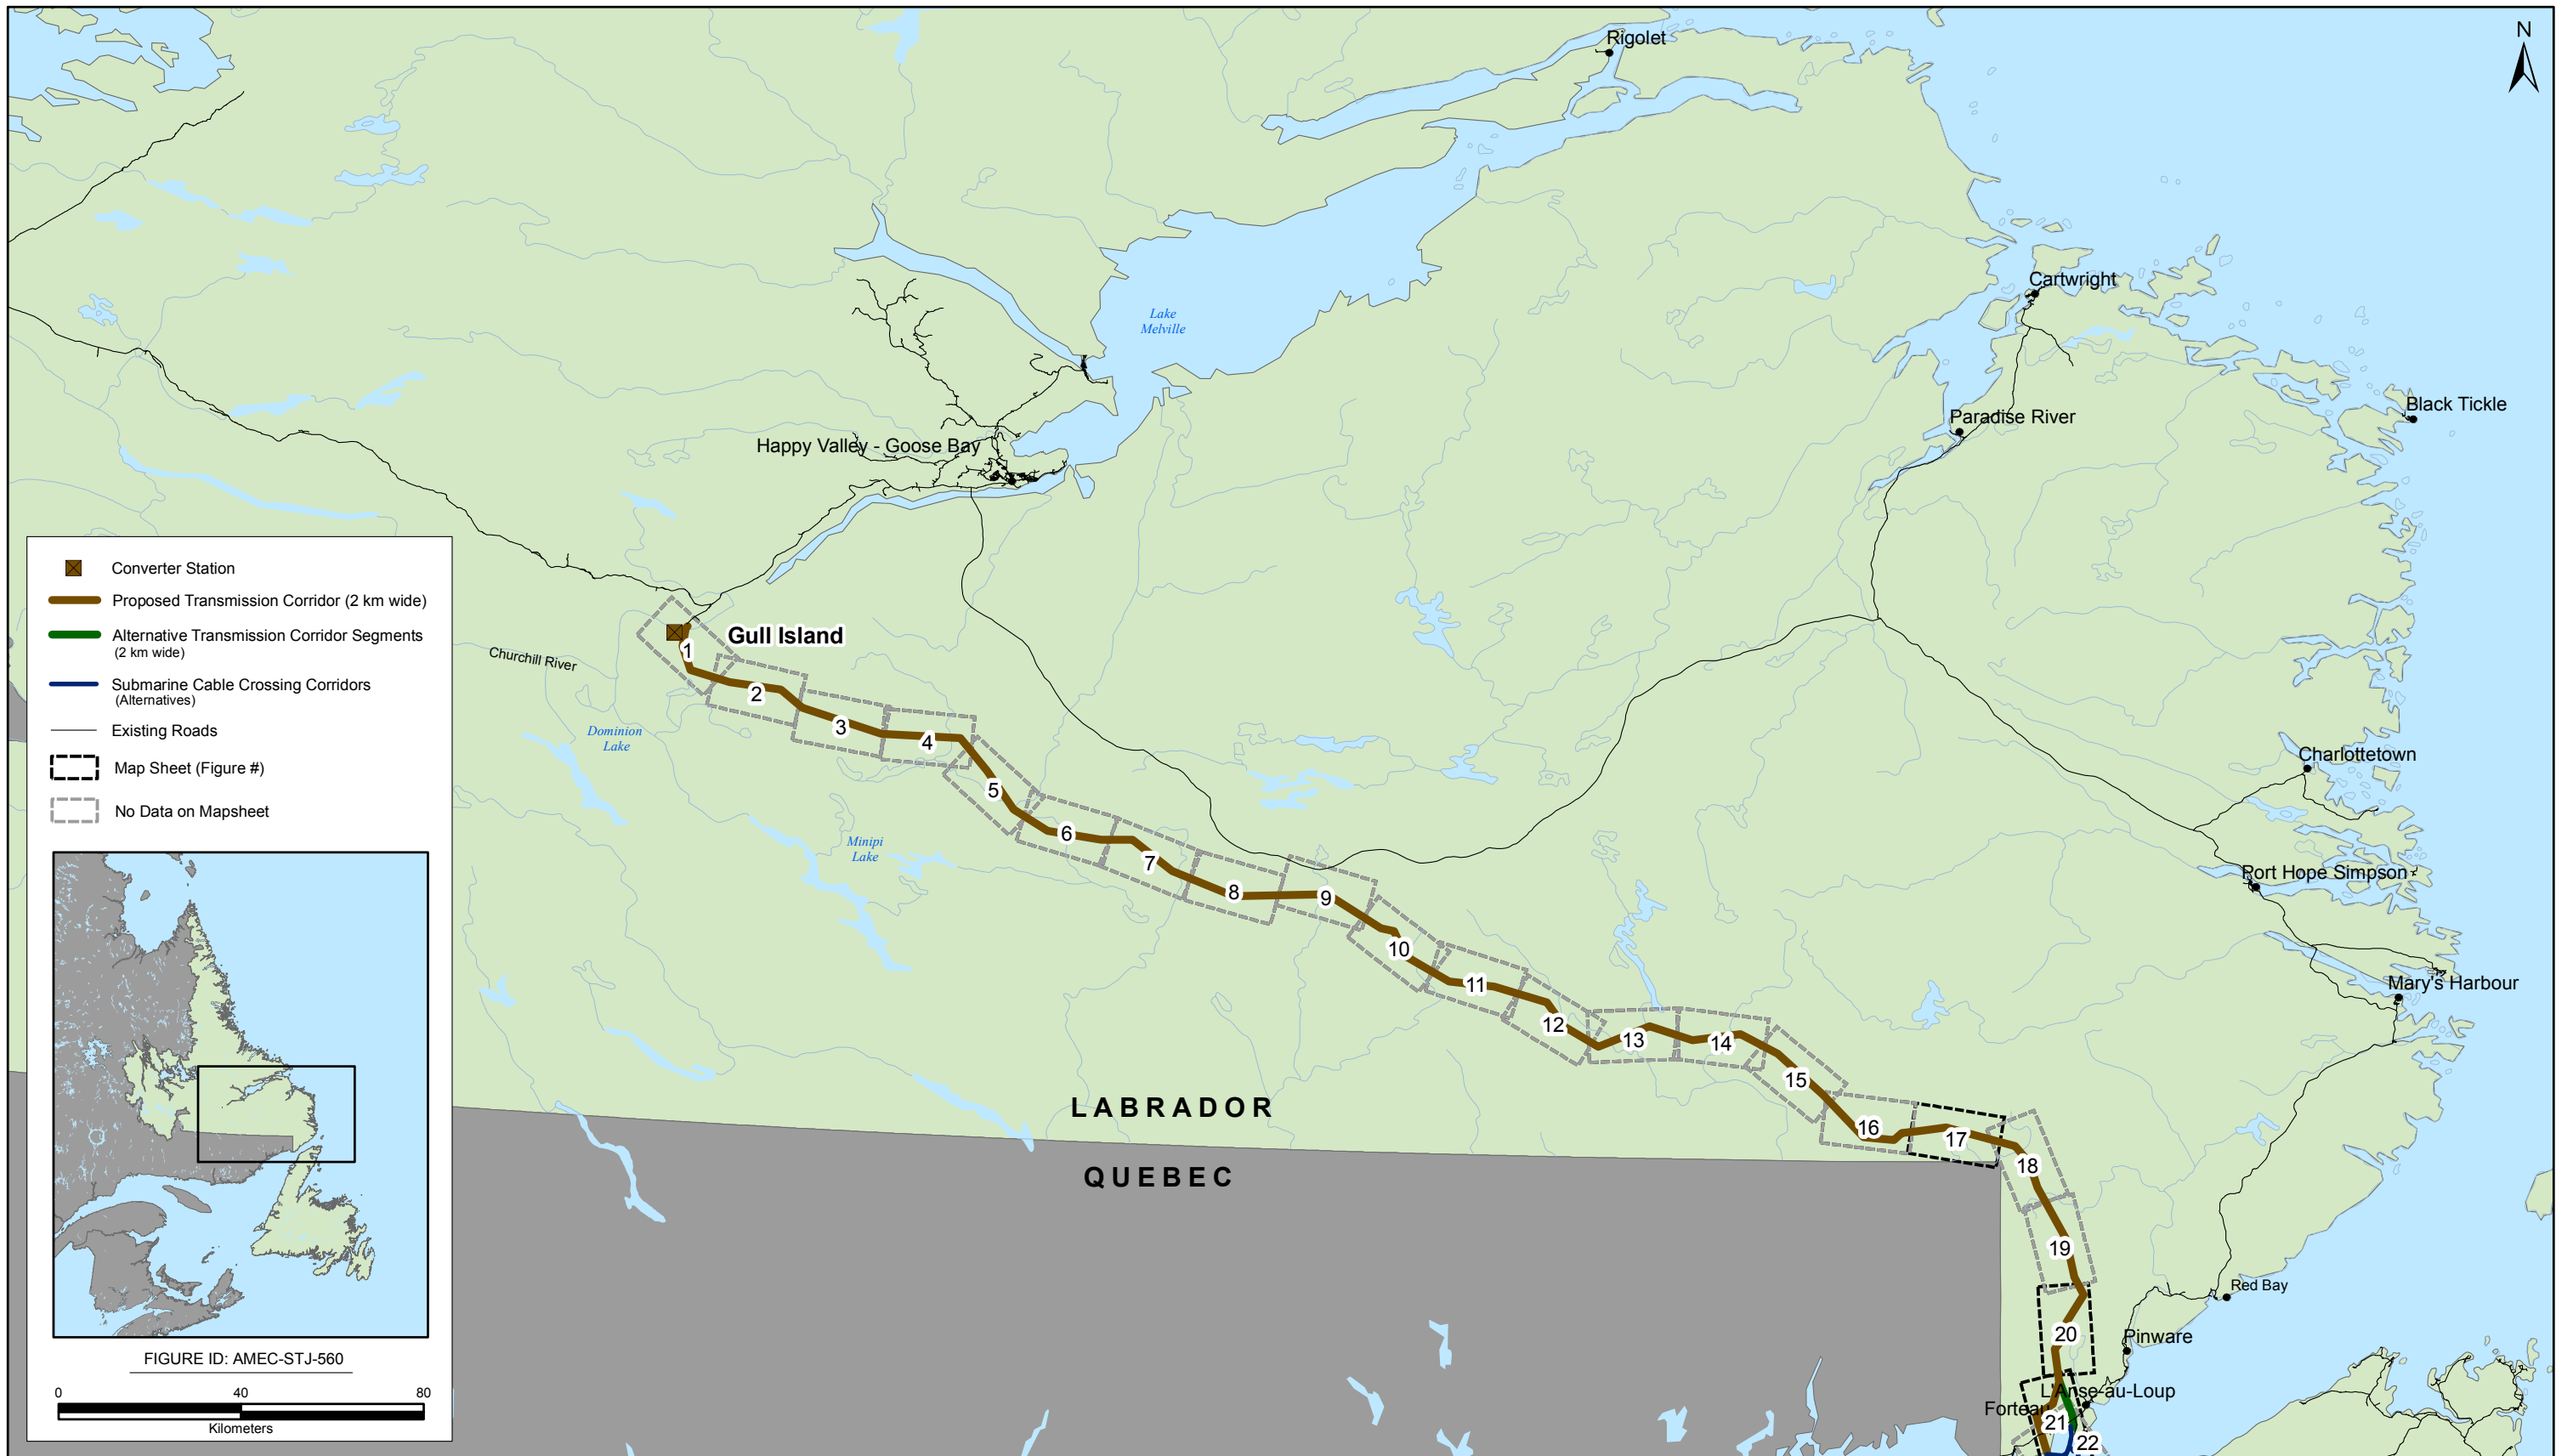 N
Rigolet
Cartwright
Lake
Melville
Black Tickle
Paradise River
Happy Valley - Goose Bay
Converter Station
Proposed Transmission Corridor (2 km wide)
Alternative Transmission Corridor Segments
(2 km wide)
Submarine Cable Crossing Corridors
(Alternatives)
Existing Roads
Map Sheet (Figure #)
No Data on Mapsheet
Gull Island
Churchill River
1
2
3
4
5
6
7
8
9
10
11
12
13
14
15
16
17
18
19
20
21
22
Dominion
Lake
Minipi
Lake
Charlottetown
Port Hope Simpson
Mary's Harbour
LABRADOR
QUEBEC
Red Bay
Pinware
L'Anse-au-Loup
Forteau
FIGURE ID: AMEC-STJ-560
0 40 80
Kilometers